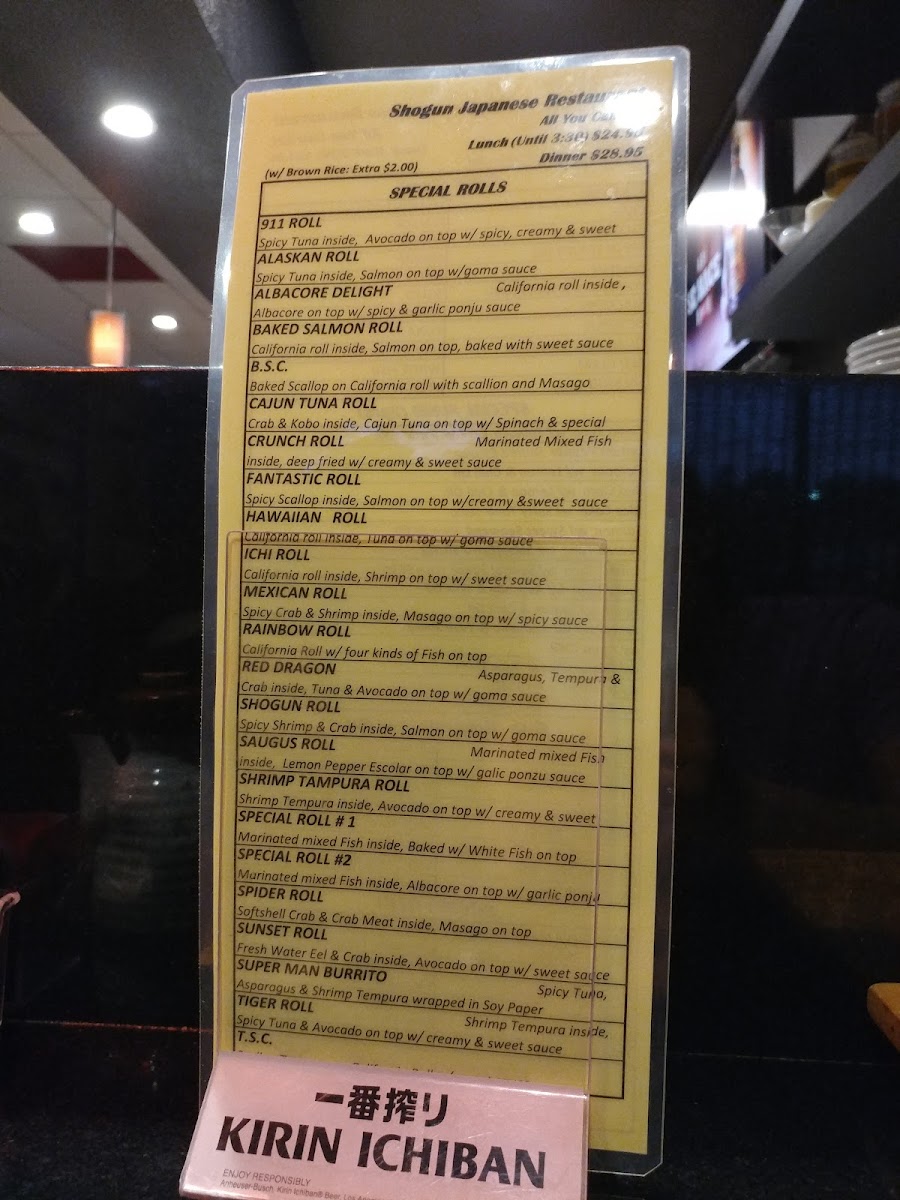 Shogun Japanese
All You
Lunch (Until 3:30)
Dinner $28.95
(w/ Brown Rice: Extra $2.00)
SPECIAL ROLLS
911 ROLL
Spicy Tuna inside, Avocado on top w/ spicy, creamy & sweet
ALASKAN ROLL
Spicy Tuna inside, Salmon on top w/goma sauce
ALBACORE DELIGHT California roll inside,
Albacore on top w/ spicy & garlic ponju sauce
BAKED SALMON ROLL
California roll inside, Salmon on top, baked with sweet sauce
B.S.C.
Baked Scallop on California roll with scallion and Masago
CAJUN TUNA ROLL
Crab & Kobo inside, Cajun Tuna on top w/ Spinach & special
CRUNCH ROLL Marinated Mixed Fish
inside, deep fried w/ creamy & sweet sauce
FANTASTIC ROLL
Spicy Scallop inside, Salmon on top w/creamy &sweet sauce
HAWAIIAN ROLL
California roll inside, Tuna on top w/ goma sauce
ICHI ROLL
California roll inside, Shrimp on top w/ sweet sauce
MEXICAN ROLL
Spicy Crab & Shrimp inside, Masago on top w/ spicy sauce
RAINBOW ROLL
California Roll w/ four kinds of Fish on top
RED DRAGON Asparagus, Tempura &
Crab inside, Tuna & Avocado on top w/ goma sauce
SHOGUN ROLL
Spicy Shrimp & Crab inside, Salmon on top w/ goma sauce
SAUGUS ROLL Marinated mixed Fish
inside, Lemon Pepper Escolar on top w/ galic ponzu sauce
SHRIMP TAMPURA ROLL
Shrimp Tempura inside, Avocado on top w/ creamy & sweet
SPECIAL ROLL # 1
Marinated mixed Fish inside, Baked w/ White Fish on top
SPECIAL ROLL #2
Marinated mixed Fish inside, Albacore on top w/ garlic ponju
SPIDER ROLL
Softshell Crab & Crab Meat inside, Masago on top
SUNSET ROLL
Fresh Water Eel & Crab inside, Avocado on top w/ sweet sauce
SUPER MAN BURRITO Spicy Tuna,
Asparagus & Shrimp Tempura wrapped in Soy Paper
TIGER ROLL Shrimp Tempura inside,
Spicy Tuna & Avocado on top w/ creamy & sweet sauce
T.S.C.
一番搾り
KIRIN ICHIBAN
ENJOY RESPONSIBLY
Anheuser-Busch, Kirin Ichiban® Beer, Los